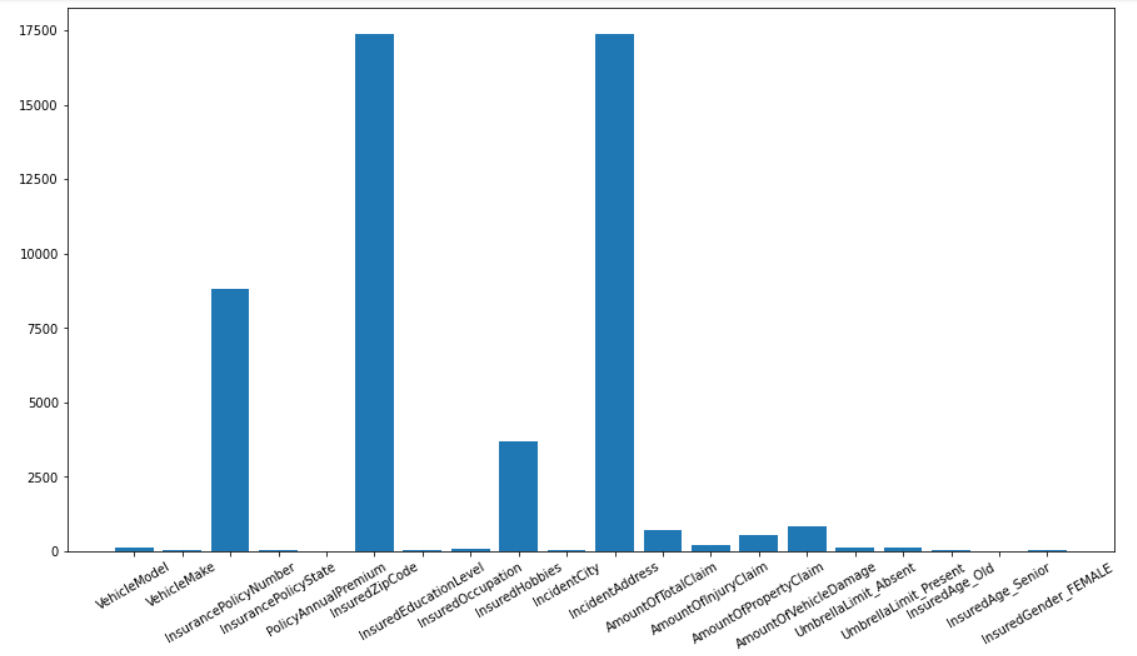 17500
15000
12500
10000
7500
5000
2500
0
VehicleModel
VehicleMake
InsurancePolicyNumber
InsurancePolicyState
PolicyAnnualPremium
InsuredZipCode
InsuredEducationLevel
InsuredOccupation
InsuredHobbies
IncidentCity
IncidentAddress
AmountOfTotalClaim
AmountOfInjuryClaim
AmountOfPropertyClaim
AmountOfVehicleDamage
UmbrellaLimit_Absent
UmbrellaLimit_Present
InsuredAge_Old
InsuredAge_Senior
InsuredGender_FEMALE